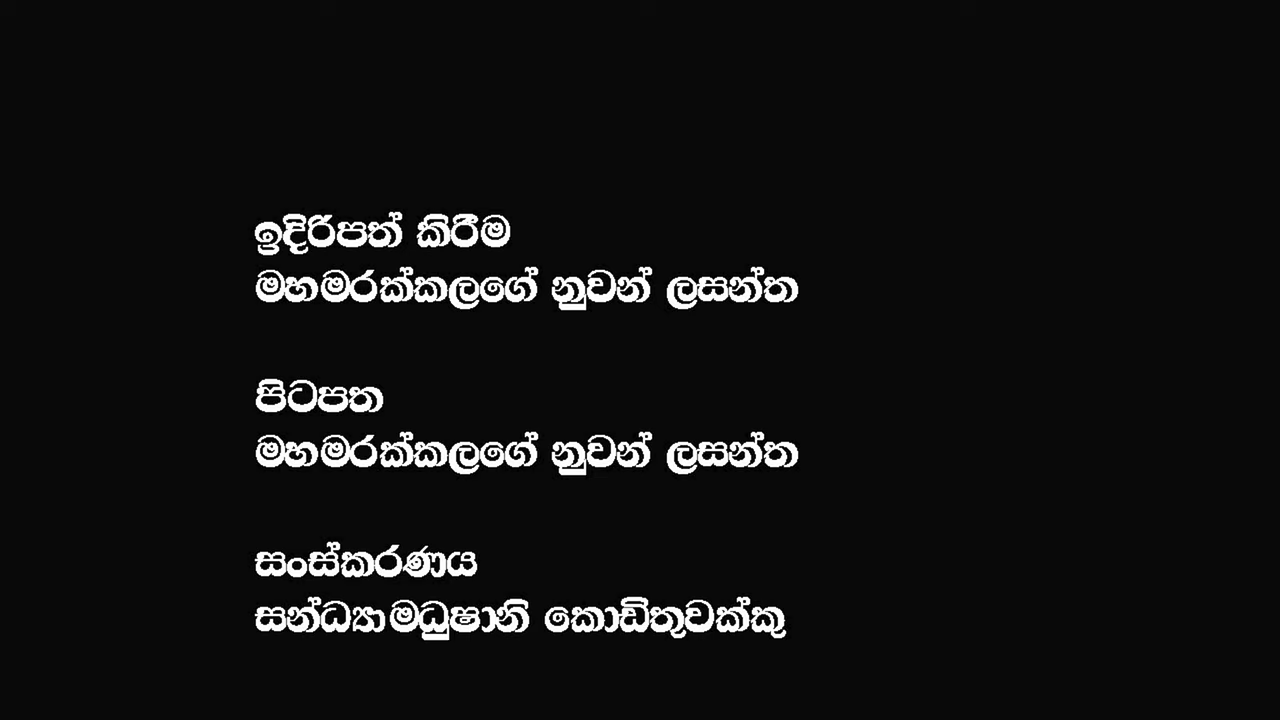 ඉදිරිපත් කිරීම
මහමරක්කලගේ නුවන් ලසන්ත
පිටපත
මහමරක්කලගේ නුවන් ලසන්ත
සංස්කරණය
සන්ධ්‍යාමධුෂානි කොඩිතුවක්කු